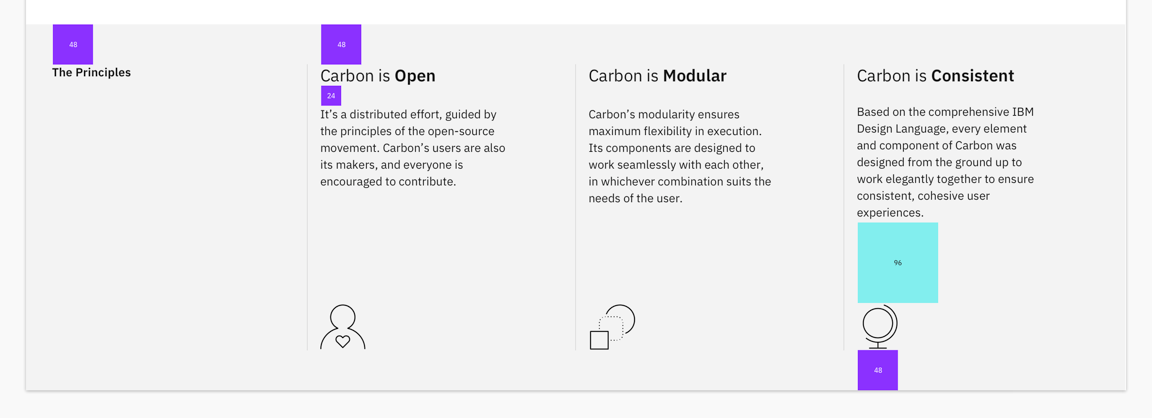 48
The Principles
48
Carbon is Open
24
It’s a distributed effort, guided by
the principles of the open-source
movement. Carbon’s users are also
its makers, and everyone is
encouraged to contribute.
Carbon is Modular
Carbon’s modularity ensures
maximum flexibility in execution.
Its components are designed to
work seamlessly with each other,
in whichever combination suits the
needs of the user.
Carbon is Consistent
Based on the comprehensive IBM
Design Language, every element
and component of Carbon was
designed from the ground up to
work elegantly together to ensure
consistent, cohesive user
experiences.
96
48